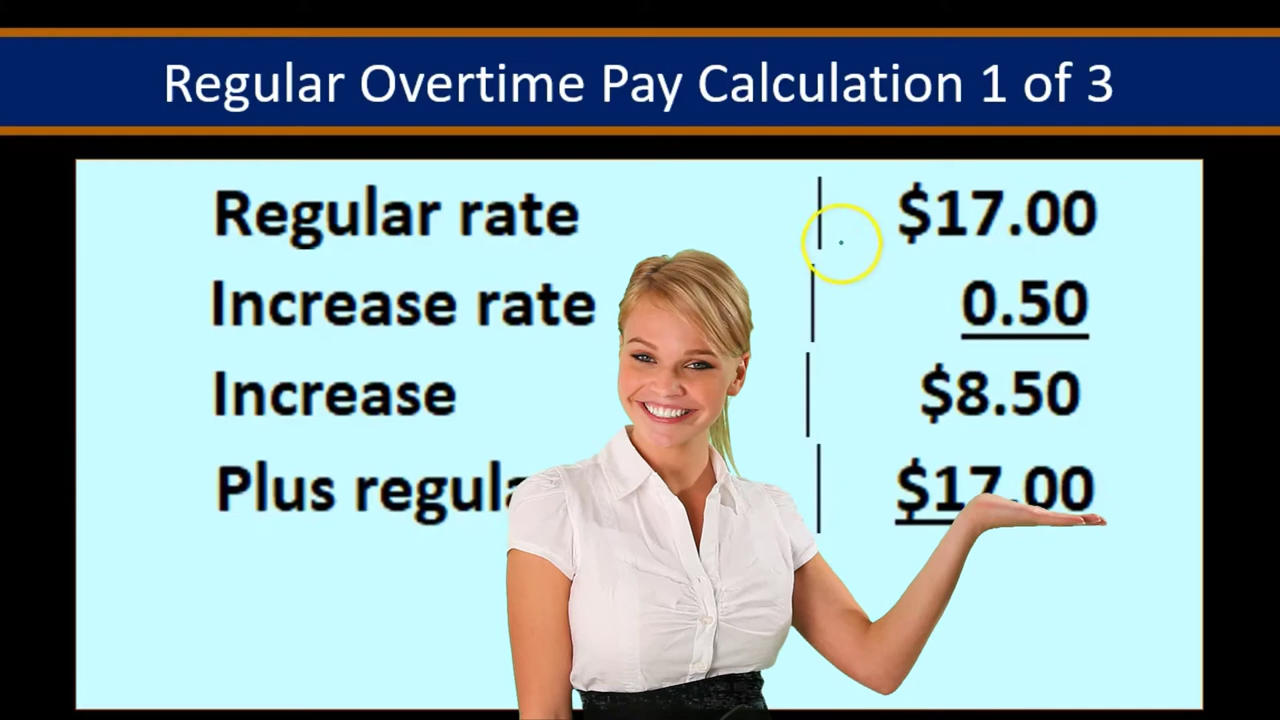 Regular Overtime Pay Calculation 1 of 3
Regular rate $17.00
Increase rate 0.50
Increase $8.50
Plus $17.00